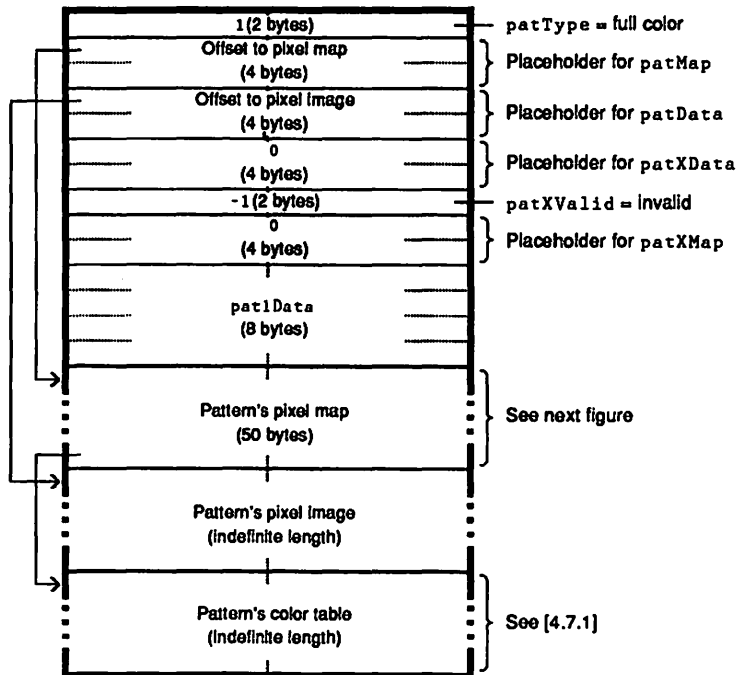 1 (2 bytes)
patType = full color
Offset to pixel map
(4 bytes)
Placeholder for patMap
Offset to pixel image
(4 bytes)
Placeholder for patData
0
(4 bytes)
Placeholder for patXData
-1 (2 bytes)
patXValid = invalid
0
(4 bytes)
Placeholder for patXMap
pat1Data
(8 bytes)
Pattern's pixel map
(50 bytes)
See next figure
Pattern's pixel image
(indefinite length)
Pattern's color table
(indefinite length)
See [4.7.1]